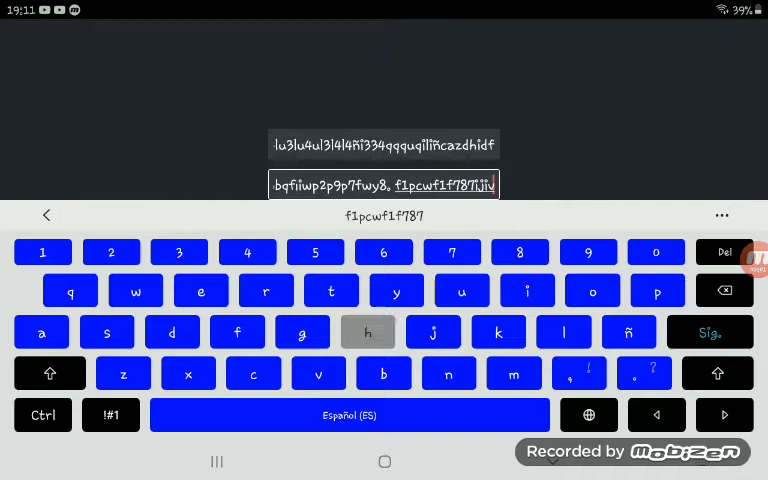 19:11
39%
lu3lu4ul3l4l4ñi334qqquqiliñcazdhidf
bqfiiwp2p9p7fwy8. f1pcwf1f787ijiv
f1pcwf1f787
1 2 3 4 5 6 7 8 9 0 Del
q w e r t y u i o p
a s d f g h j k l ñ Sig.
z x c v b n m , ! . ?
Ctrl !#1 Español (ES)
Recorded by Mobizen